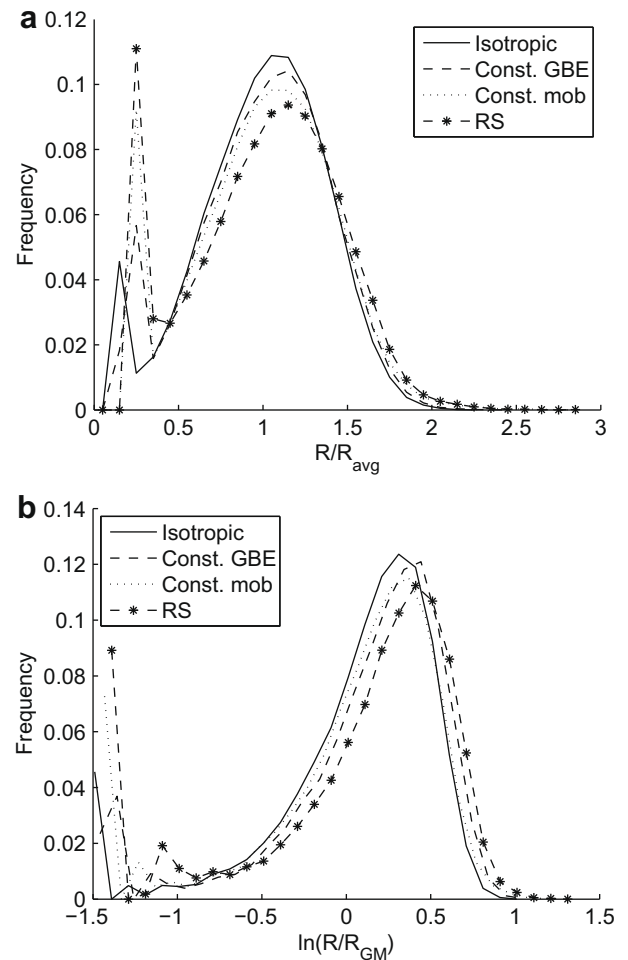 a
0.12
0.1
0.08
0.06
0.04
0.02
0
Frequency
Isotropic
Const. GBE
Const. mob
RS
0 0.5 1 1.5 2 2.5 3
R/R_avg
b
0.14
0.12
0.1
0.08
0.06
0.04
0.02
0
Frequency
Isotropic
Const. GBE
Const. mob
RS
−1.5 −1 −0.5 0 0.5 1 1.5
ln(R/R_GM)